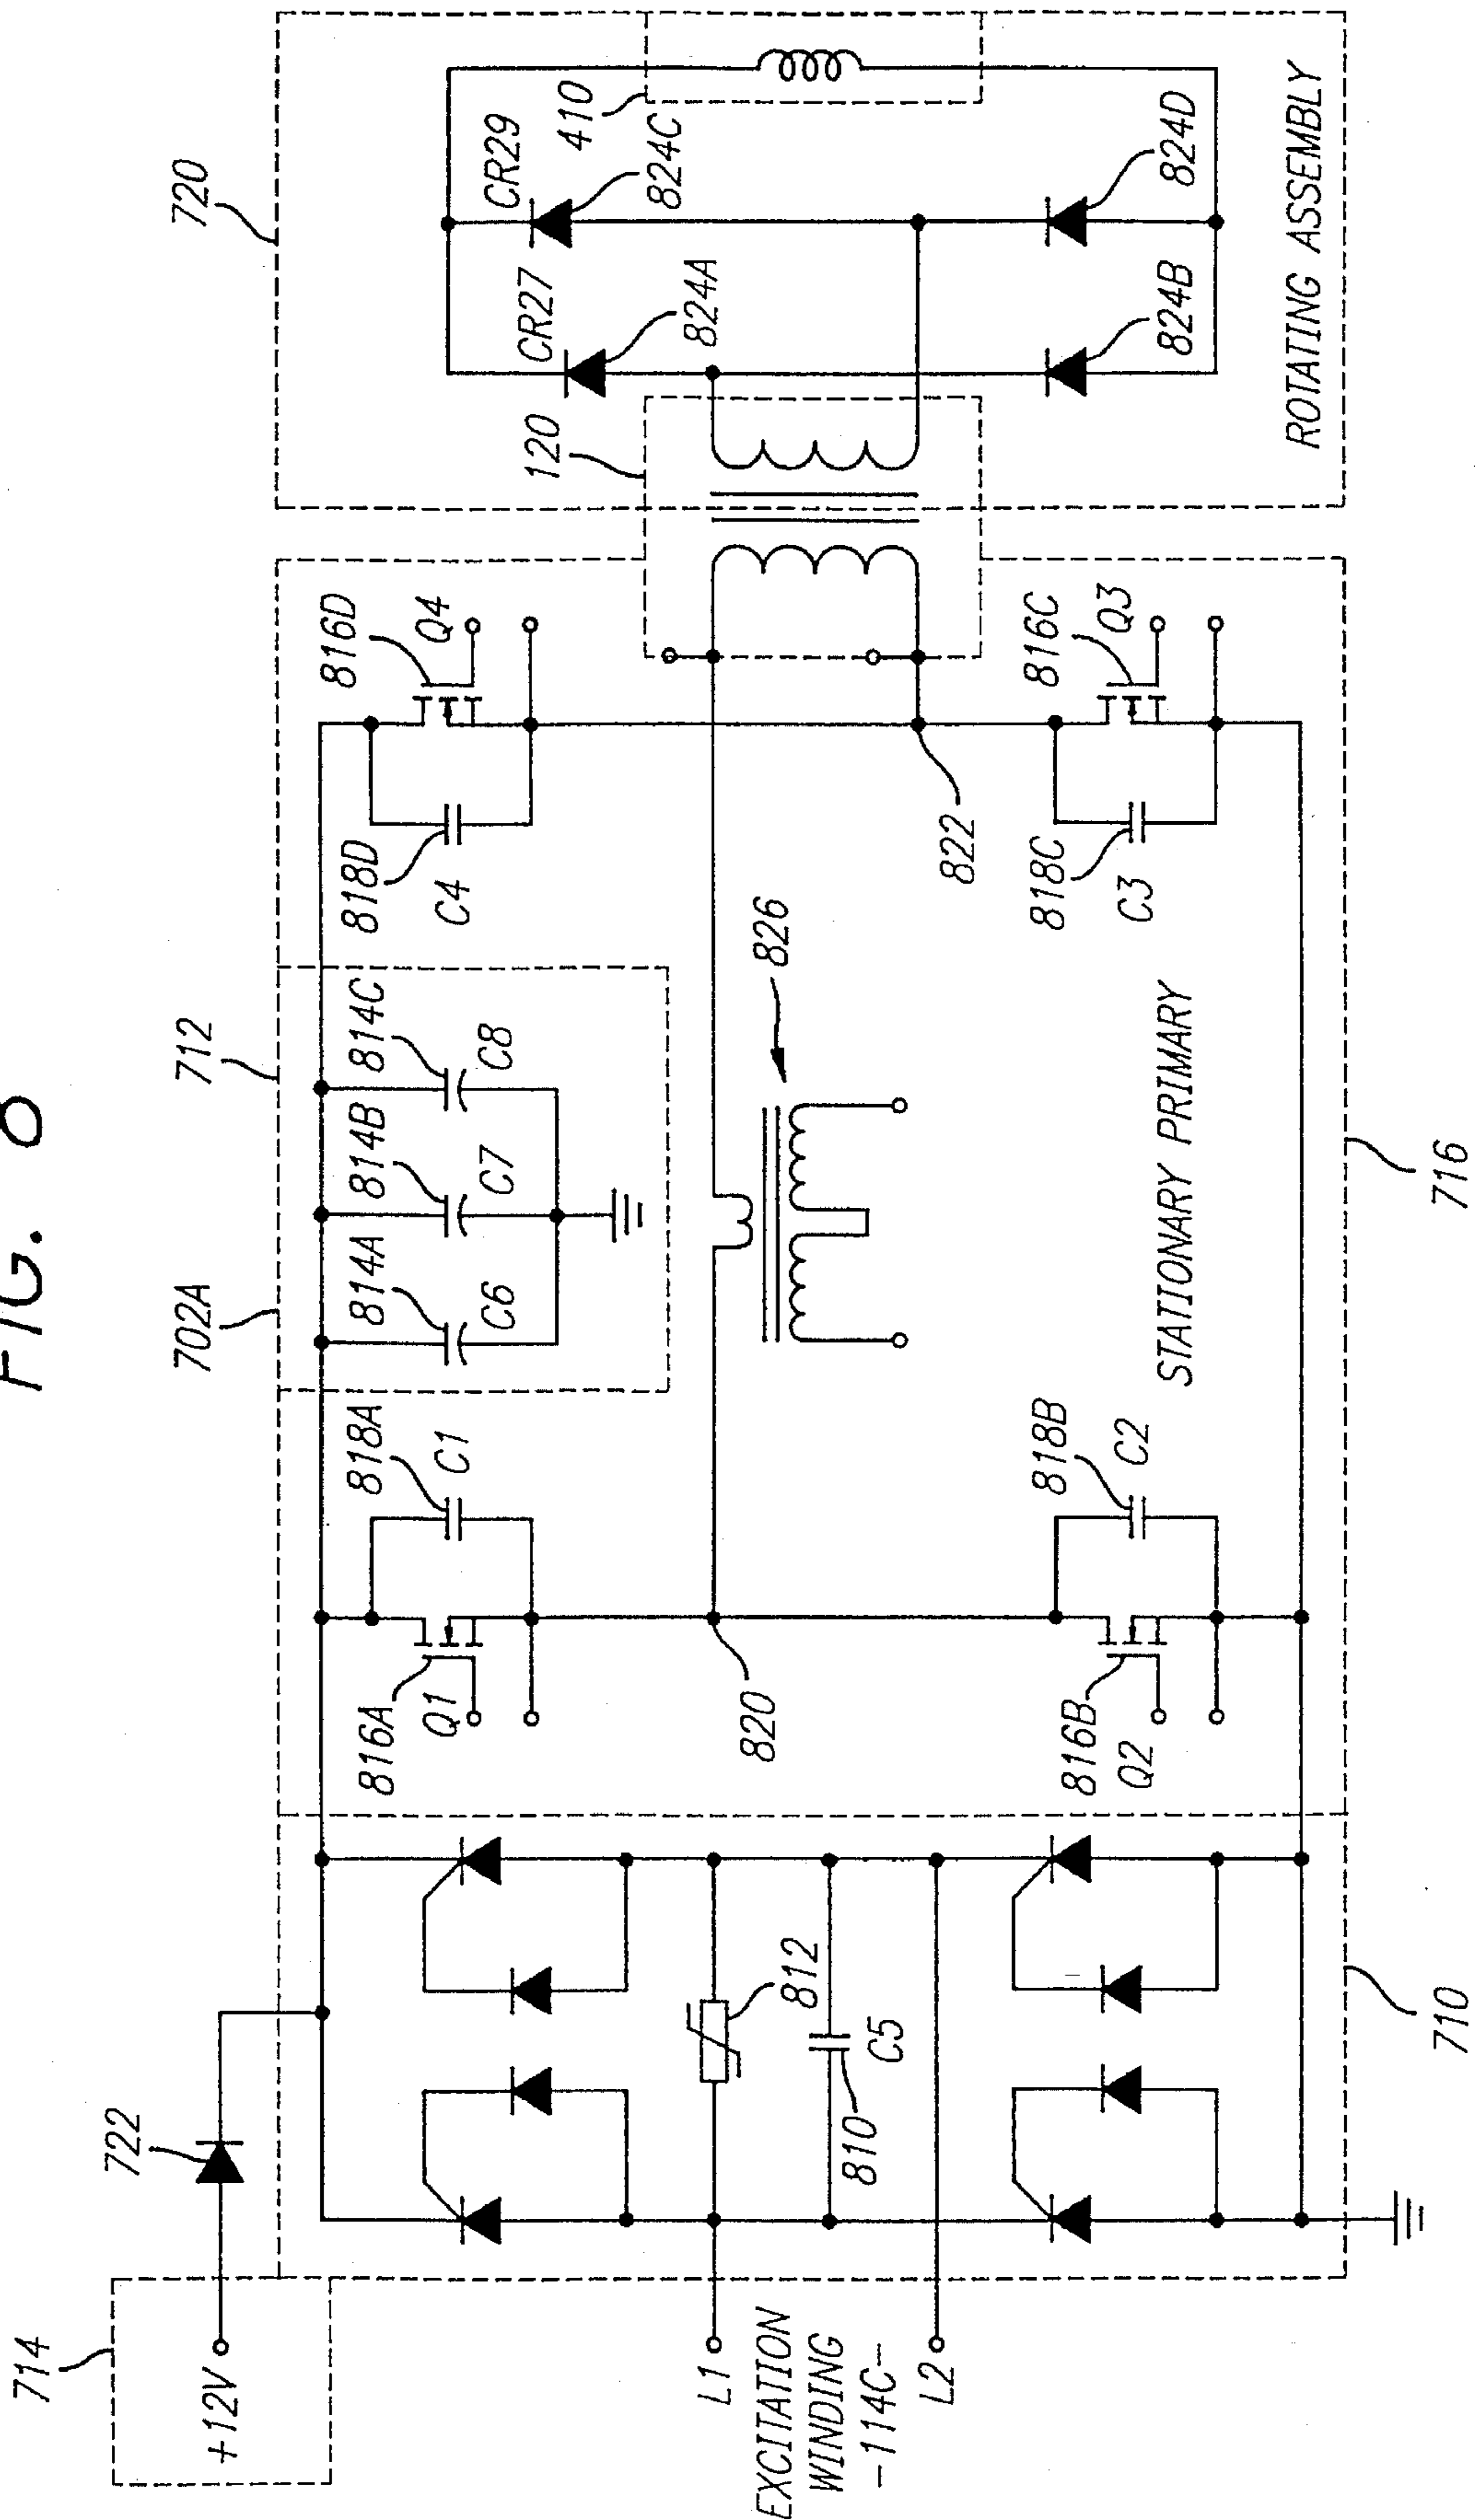 FIG. 8
714
+12V
722
702A
712
720
L1
EXCITATION
WINDING
-114C-
L2
812
810
C5
710
816A
Q1
818A
C1
814A
C6
814B
C7
814C
C8
818D
C4
816D
Q4
820
826
822
816B
Q2
818B
C2
STATIONARY PRIMARY
818C
C3
816C
Q3
716
120
CR27
824A
CR29
824C
410
824B
824D
ROTATING ASSEMBLY